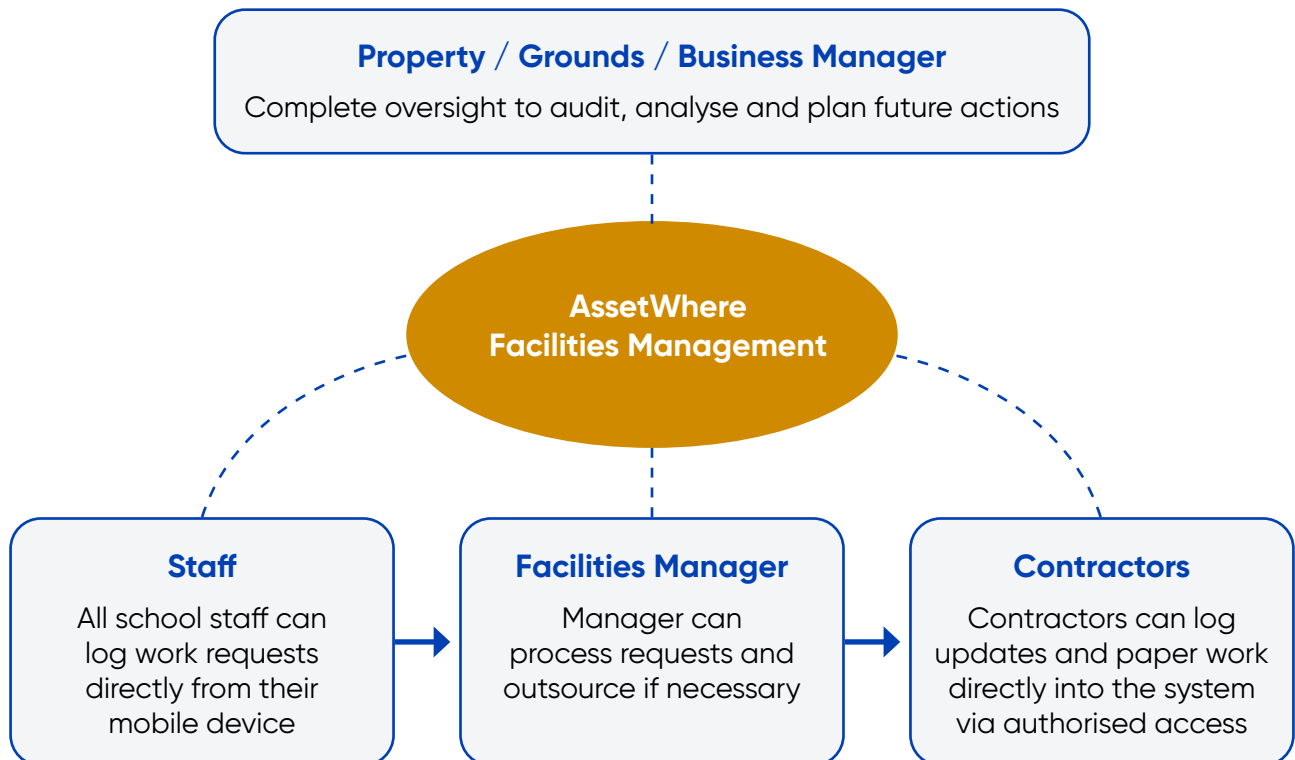 Property / Grounds / Business Manager
Complete oversight to audit, analyse and plan future actions
AssetWhere
Facilities Management
Staff
All school staff can
log work requests
directly from their
mobile device
Facilities Manager
Manager can
process requests and
outsource if necessary
Contractors
Contractors can log
updates and paper work
directly into the system
via authorised access